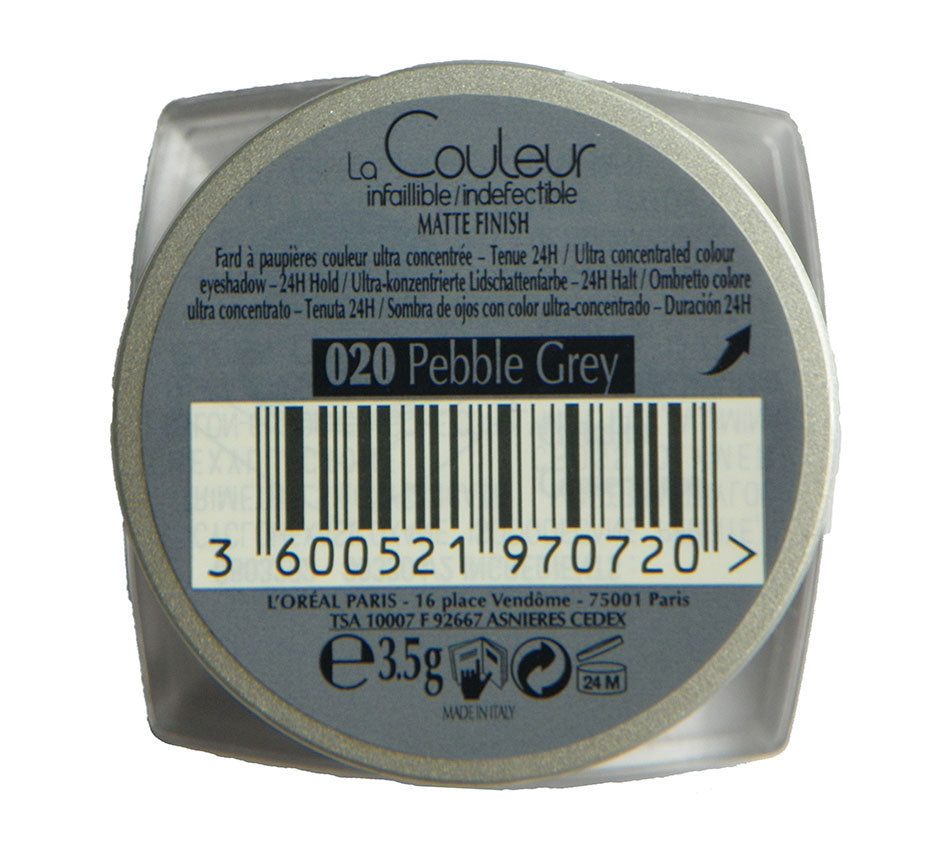 La Couleur
infaillible/indefectible
MATTE FINISH
Fard à paupières couleur ultra concentrée – Tenue 24H / Ultra concentrated colour
eyeshadow – 24H Hold / Ultra-konzentrierte Lidschattenfarbe – 24H Halt / Ombretto colore
ultra concentrato – Tenuta 24H / Sombra de ojos con color ultra-concentrado – Duración 24H
020 Pebble Grey
3 600521 970720 >
L'ORÉAL PARIS - 16 place Vendôme - 75001 Paris
TSA 10007 F 92667 ASNIERES CEDEX
e 3.5g 24 M
MADE IN ITALY